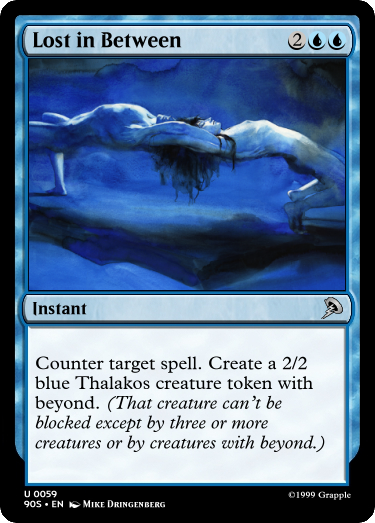 Lost in Between 2
Instant
Counter target spell. Create a 2/2
blue Thalakos creature token with
beyond. (That creature can't be
blocked except by three or more
creatures or by creatures with beyond.)
U 0059
90S • EN Mike Dringenberg
©1999 Grapple